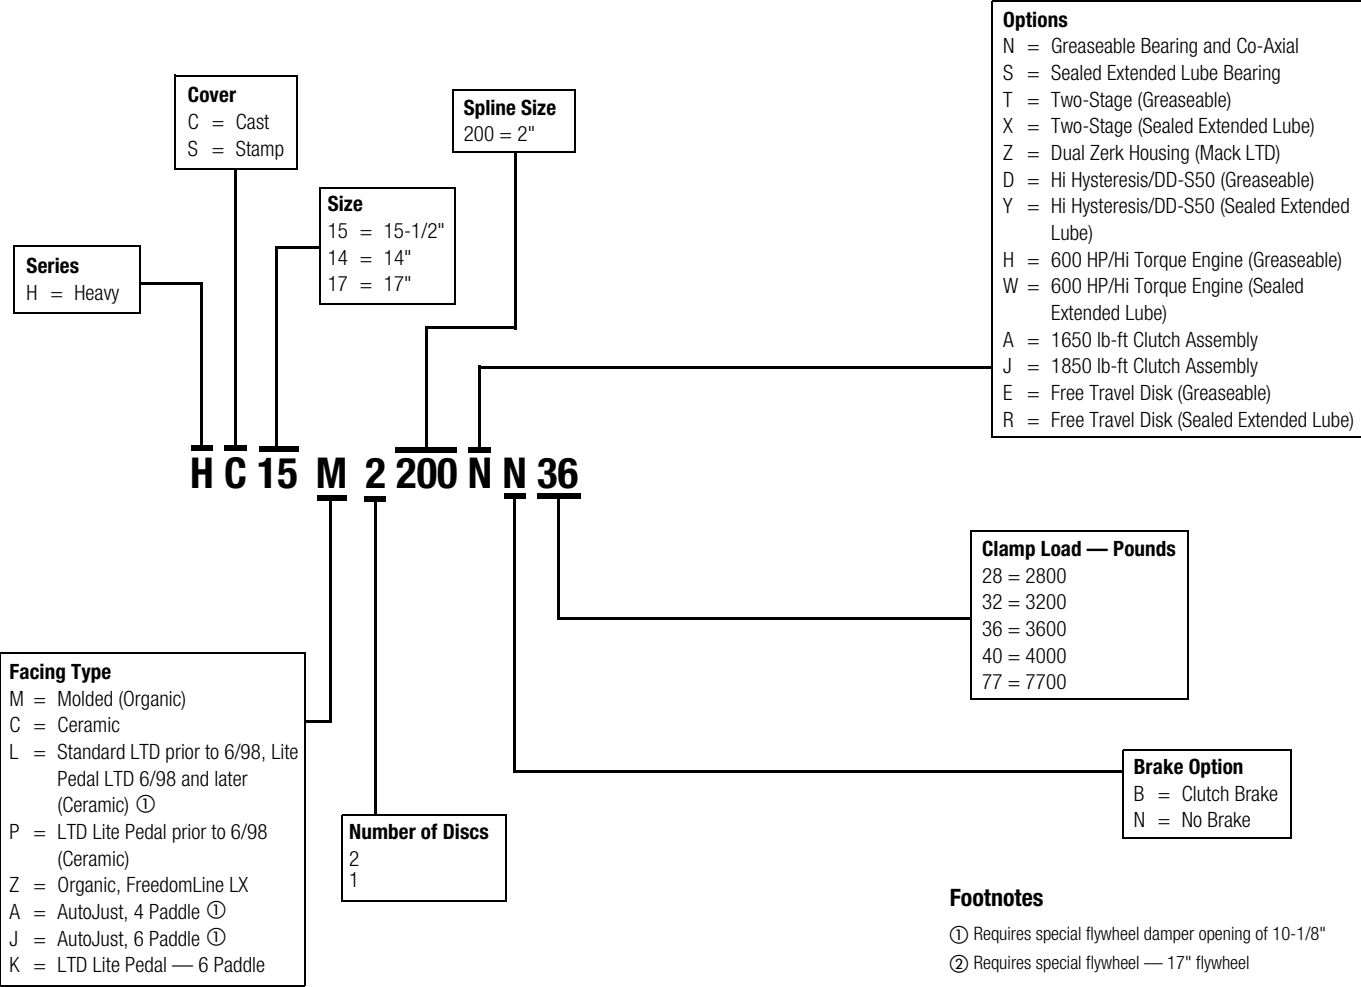 Options
N = Greaseable Bearing and Co-Axial
S = Sealed Extended Lube Bearing
T = Two-Stage (Greaseable)
X = Two-Stage (Sealed Extended Lube)
Z = Dual Zerk Housing (Mack LTD)
D = Hi Hysteresis/DD-S50 (Greaseable)
Y = Hi Hysteresis/DD-S50 (Sealed Extended
Lube)
H = 600 HP/Hi Torque Engine (Greaseable)
W = 600 HP/Hi Torque Engine (Sealed
Extended Lube)
A = 1650 lb-ft Clutch Assembly
J = 1850 lb-ft Clutch Assembly
E = Free Travel Disk (Greaseable)
R = Free Travel Disk (Sealed Extended Lube)
Cover
C = Cast
S = Stamp
Spline Size
200 = 2"
Size
15 = 15-1/2"
14 = 14"
17 = 17"
Series
H = Heavy
H C 15 M 2 200 N N 36
Clamp Load — Pounds
28 = 2800
32 = 3200
36 = 3600
40 = 4000
77 = 7700
Facing Type
M = Molded (Organic)
C = Ceramic
L = Standard LTD prior to 6/98, Lite
Pedal LTD 6/98 and later
(Ceramic) ①
P = LTD Lite Pedal prior to 6/98
(Ceramic)
Z = Organic, FreedomLine LX
A = AutoJust, 4 Paddle ①
J = AutoJust, 6 Paddle ①
K = LTD Lite Pedal — 6 Paddle
Number of Discs
2
1
Brake Option
B = Clutch Brake
N = No Brake
Footnotes
① Requires special flywheel damper opening of 10-1/8"
② Requires special flywheel — 17" flywheel